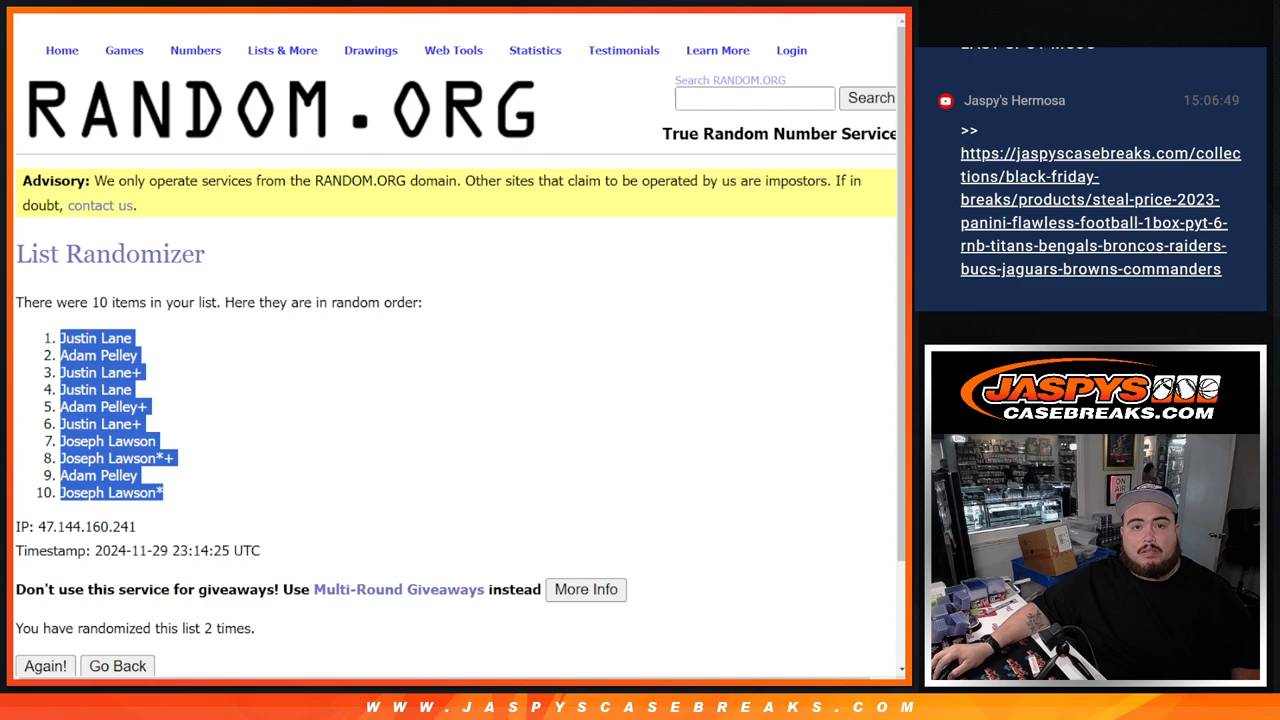 Home Games Numbers Lists & More Drawings Web Tools Statistics Testimonials Learn More Login
RANDOM.ORG
Search RANDOM.ORG
Search
True Random Number Service
Advisory: We only operate services from the RANDOM.ORG domain. Other sites that claim to be operated by us are impostors. If in
doubt, contact us.
List Randomizer
There were 10 items in your list. Here they are in random order:
1. Justin Lane
2. Adam Pelley
3. Justin Lane+
4. Justin Lane
5. Adam Pelley+
6. Justin Lane+
7. Joseph Lawson
8. Joseph Lawson*+
9. Adam Pelley
10. Joseph Lawson*
IP: 47.144.160.241
Timestamp: 2024-11-29 23:14:25 UTC
Don't use this service for giveaways! Use Multi-Round Giveaways instead More Info
You have randomized this list 2 times.
Again! Go Back
Jaspy's Hermosa 15:06:49
>>
https://jaspyscasebreaks.com/collec
tions/black-friday-
breaks/products/steal-price-2023-
panini-flawless-football-1box-pyt-6-
rnb-titans-bengals-broncos-raiders-
bucs-jaguars-browns-commanders
JASPYS
CASEBREAKS.COM
ON
AIR
WWW.JASPYSCASEBREAKS.COM